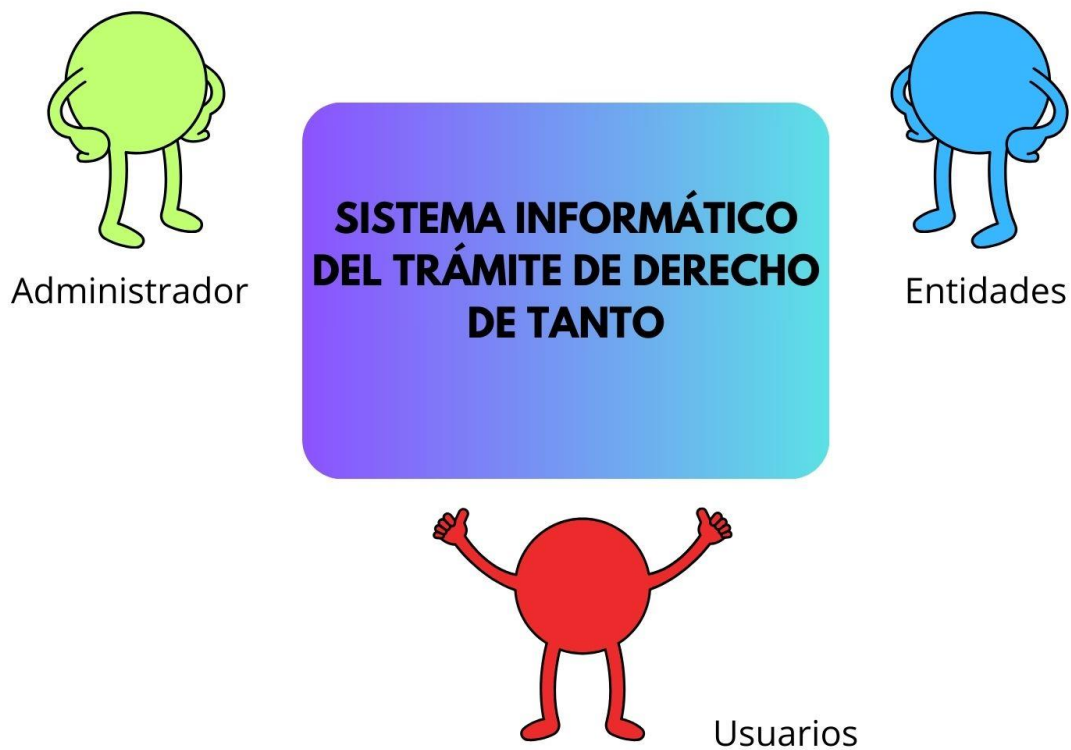 SISTEMA INFORMÁTICO
DEL TRÁMITE DE DERECHO
DE TANTO
Administrador
Entidades
Usuarios